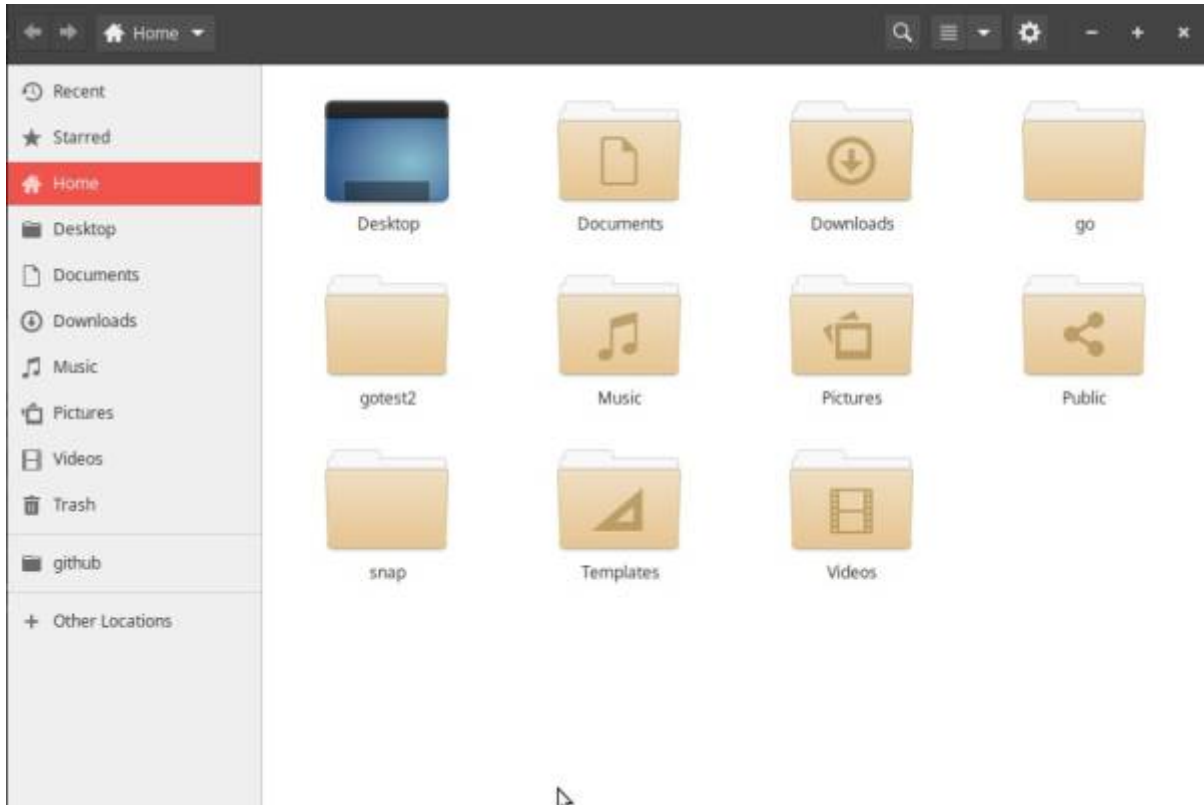 Home
Recent
Starred
Home
Desktop
Documents
Downloads
Music
Pictures
Videos
Trash
github
Other Locations
Desktop Documents Downloads go
gotest2 Music Pictures Public
snap Templates Videos